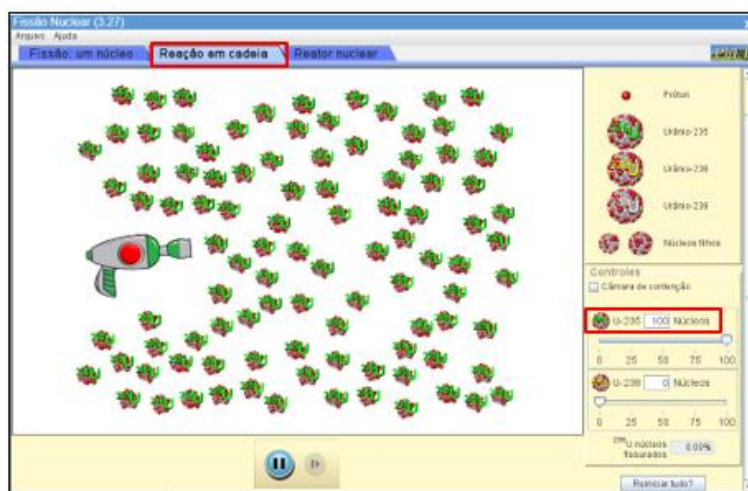 Fissão Nuclear (3.27)
Arquivo Ajuda
Fissão: um núcleo Reação em cadeia Reator nuclear
Próton
Urânio-235
Urânio-238
Urânio-239
Núcleos filhos
Controles
Câmara de contenção
U-235 100 Núcleos
0 25 50 75 100
U-238 0 Núcleos
0 25 50 75 100
235U núcleos 0.00%
fissurados
Reiniciar tudo?